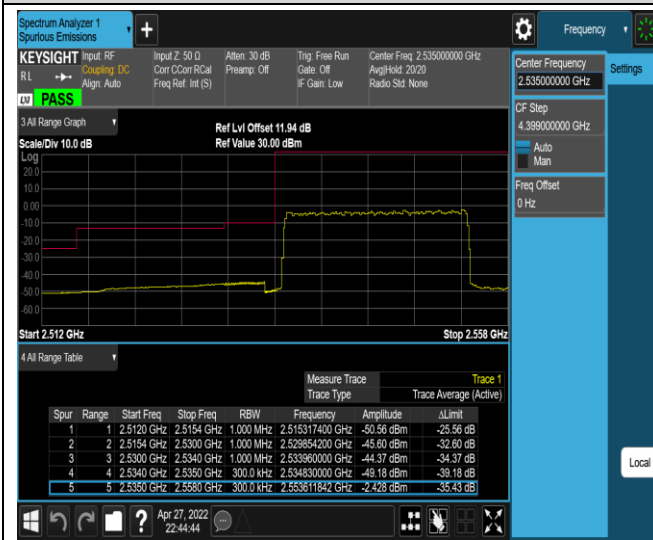 Spectrum Analyzer 1
Spurious Emissions
+
Frequency
KEYSIGHT Input: RF Input Z: 50 Ω Atten: 30 dB Trig: Free Run Center Freq: 2.535000000 GHz
RL Coupling: DC Corr CCorr RCal Preamp: Off Gate: Off Avg|Hold: 20/20
Align: Auto Freq Ref: Int (S) IF Gain: Low Radio Std: None
LXI PASS
Center Frequency
2.535000000 GHz
Settings
CF Step
4.399000000 GHz
Auto
Man
Freq Offset
0 Hz
3 All Range Graph
Ref Lvl Offset 11.94 dB
Scale/Div 10.0 dB Ref Value 30.00 dBm
Log
20.0
10.0
0.00
-10.0
-20.0
-30.0
-40.0
-50.0
-60.0
Start 2.512 GHz Stop 2.558 GHz
4 All Range Table
Measure Trace Trace 1
Trace Type Trace Average (Active)
Spur Range Start Freq Stop Freq RBW Frequency Amplitude ΔLimit
1 1 2.5120 GHz 2.5154 GHz 1.000 MHz 2.515317400 GHz -50.56 dBm -25.56 dB
2 2 2.5154 GHz 2.5300 GHz 1.000 MHz 2.529854200 GHz -45.60 dBm -32.60 dB
3 3 2.5300 GHz 2.5340 GHz 1.000 MHz 2.533960000 GHz -44.37 dBm -34.37 dB
4 4 2.5340 GHz 2.5350 GHz 300.0 kHz 2.534830000 GHz -49.18 dBm -39.18 dB
5 5 2.5350 GHz 2.5580 GHz 300.0 kHz 2.553611842 GHz -2.428 dBm -35.43 dB
Local
? Apr 27, 2022
22:44:44